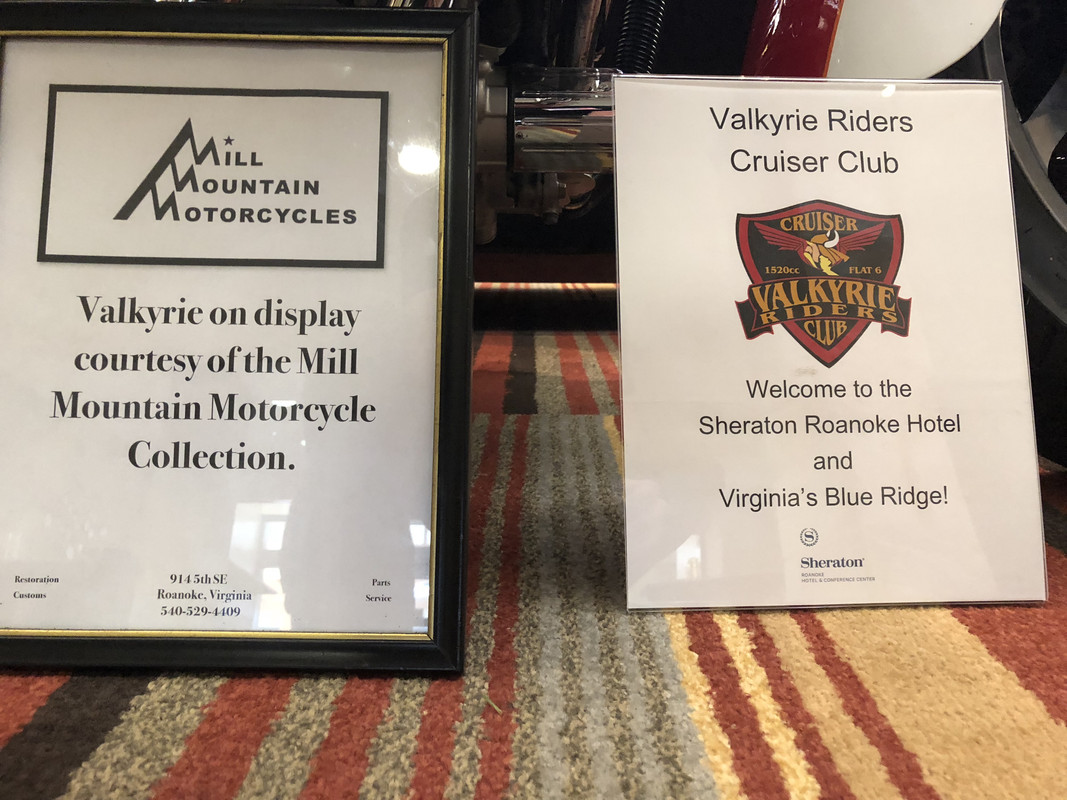 MILL
MOUNTAIN
MOTORCYCLES
Valkyrie on display
courtesy of the Mill
Mountain Motorcycle
Collection.
Restoration
Customs
914 5th SE
Roanoke, Virginia
540-529-4409
Parts
Service
Valkyrie Riders
Cruiser Club
CRUISER
1520cc FLAT 6
VALKYRIE
RIDERS
CLUB
Welcome to the
Sheraton Roanoke Hotel
and
Virginia's Blue Ridge!
S
Sheraton
ROANOKE
HOTEL & CONFERENCE CENTER